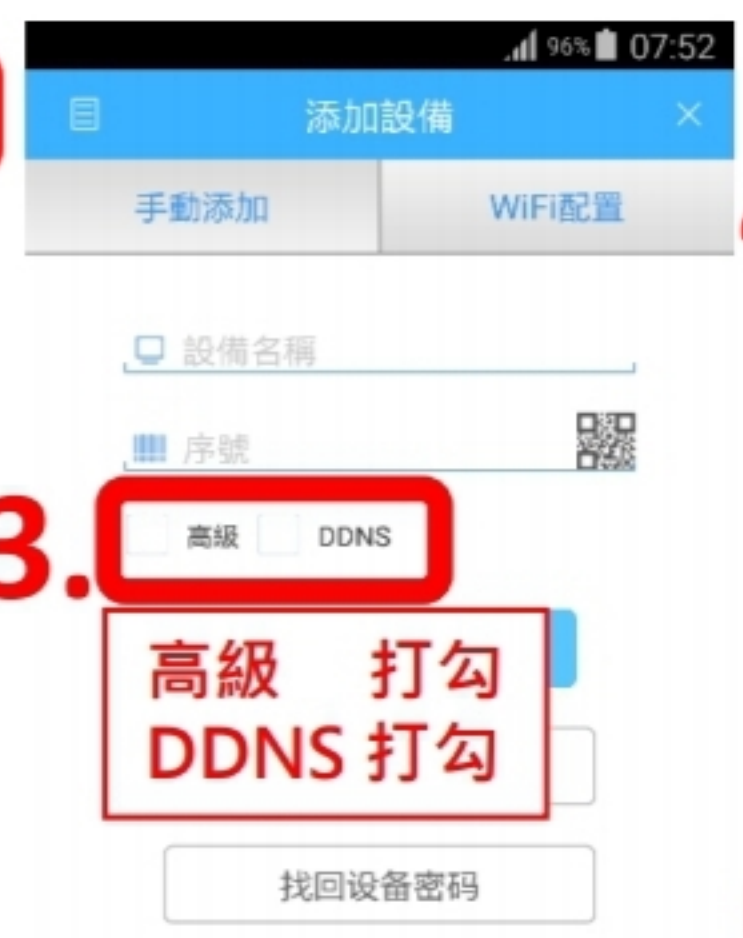 96% 07:52
添加設備
手動添加 WiFi配置
設備名稱
序號
3. 高級 DDNS
高級 打勾
DDNS 打勾
找回设备密码